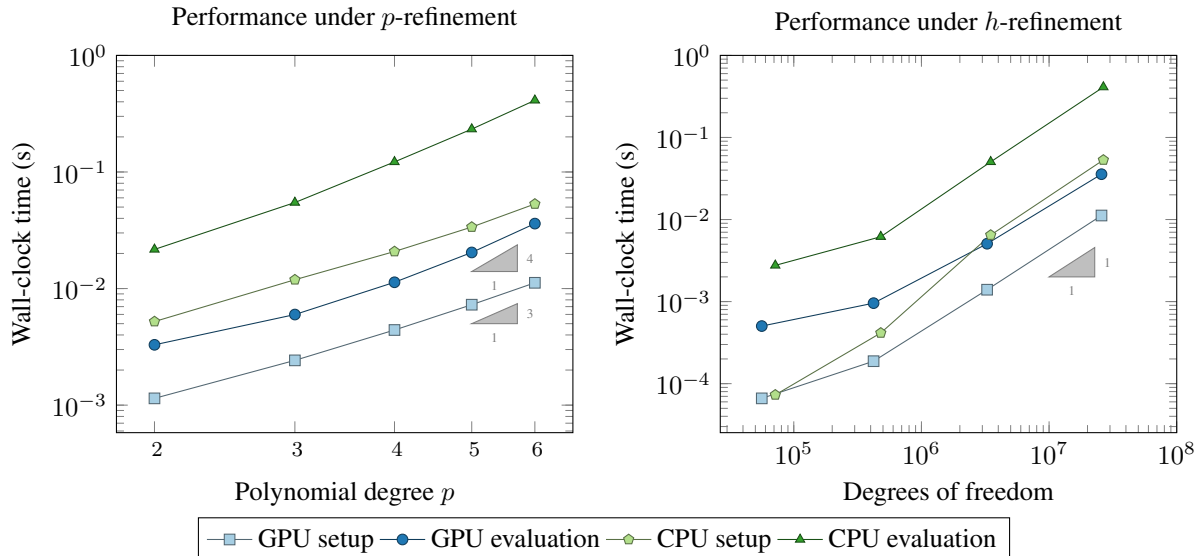 Performance under p-refinement
Performance under h-refinement
10^0
10^-1
10^-2
10^-3
Wall-clock time (s)
4
1
3
1
2
3
4
5
6
Polynomial degree p
10^0
10^-1
10^-2
10^-3
10^-4
Wall-clock time (s)
1
1
10^5
10^6
10^7
10^8
Degrees of freedom
GPU setup
GPU evaluation
CPU setup
CPU evaluation